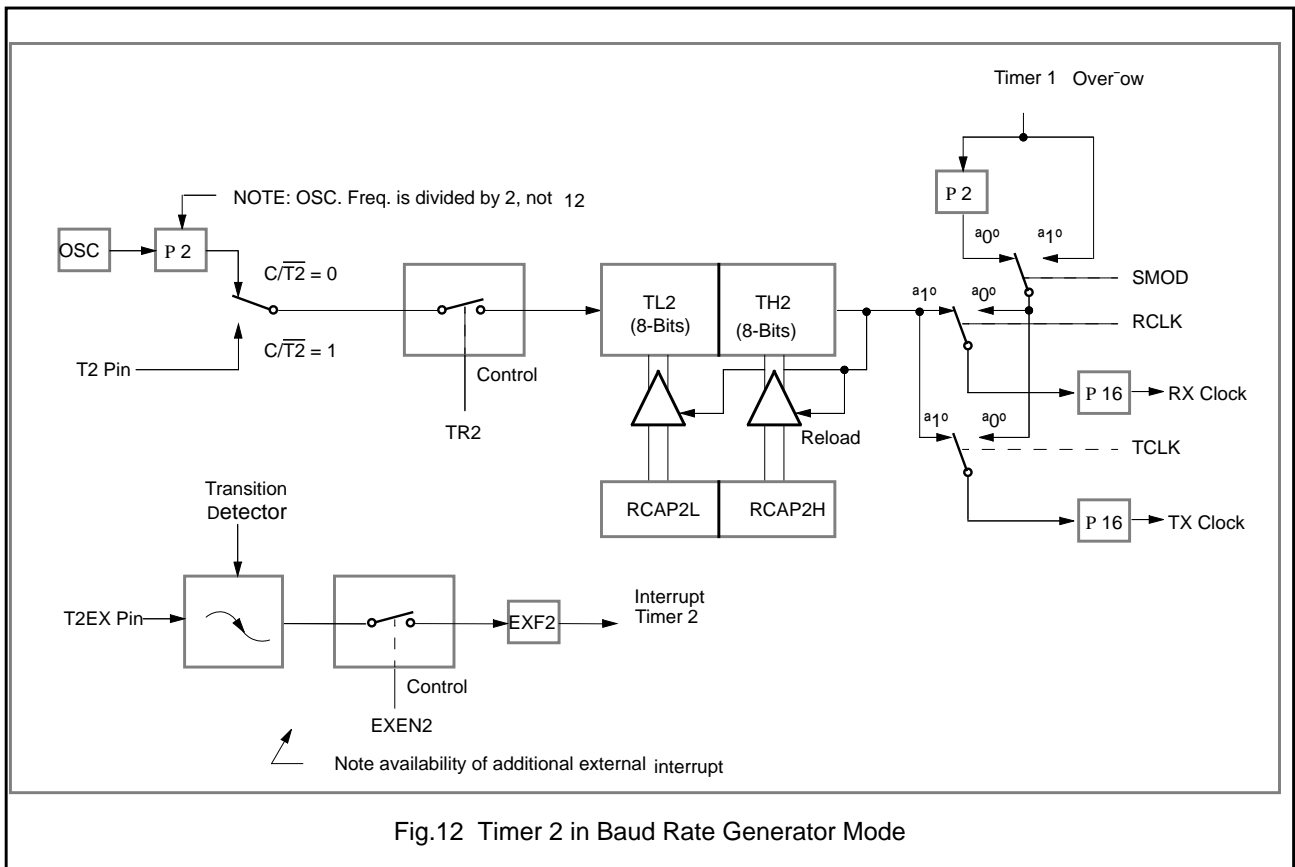 Timer 1 Over¯ow
P 2
NOTE: OSC. Freq. is divided by 2, not 12
ª0º
ª1º
OSC
P 2
C/T2 = 0
SMOD
TL2
(8-Bits)
TH2
(8-Bits)
ª1º
ª0º
RCLK
C/T2 = 1
T2 Pin
Control
P 16
RX Clock
TR2
Reload
ª1º
ª0º
TCLK
Transition
Detector
RCAP2L
RCAP2H
P 16
TX Clock
T2EX Pin
EXF2
Interrupt
Timer 2
Control
EXEN2
Note availability of additional external interrupt
Fig.12 Timer 2 in Baud Rate Generator Mode